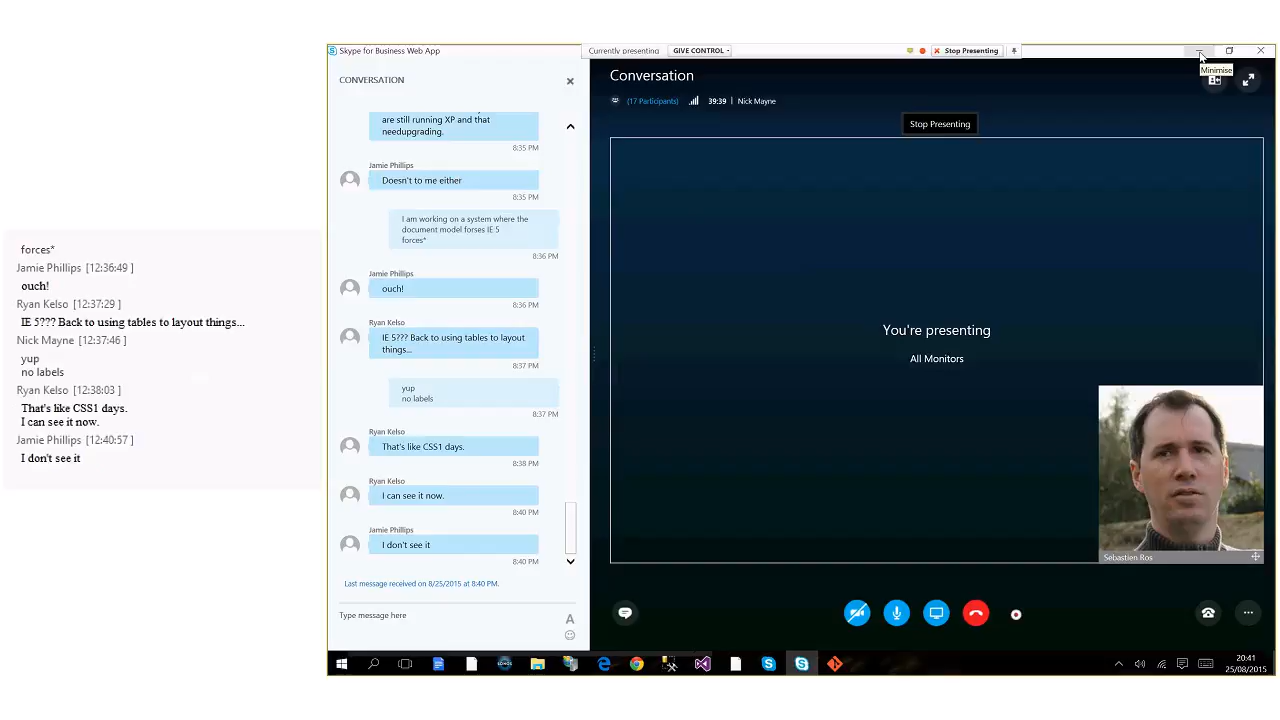 forces*
Jamie Phillips [12:36:49 ]
ouch!
Ryan Kelso [12:37:29 ]
IE 5??? Back to using tables to layout things...
Nick Mayne [12:37:46 ]
yup
no labels
Ryan Kelso [12:38:03 ]
That's like CSS1 days.
I can see it now.
Jamie Phillips [12:40:57 ]
I don't see it
Skype for Business Web App
CONVERSATION
are still running XP and that
needupgrading.
8:35 PM
Jamie Phillips
Doesn't to me either
8:35 PM
I am working on a system where the
document model forses IE 5
forces*
8:36 PM
Jamie Phillips
ouch!
8:36 PM
Ryan Kelso
IE 5??? Back to using tables to layout
things...
8:37 PM
yup
no labels
8:37 PM
Ryan Kelso
That's like CSS1 days.
8:38 PM
Ryan Kelso
I can see it now.
8:40 PM
Jamie Phillips
I don't see it
8:40 PM
Last message received on 8/25/2015 at 8:40 PM.
Type message here
A
Currently presenting
GIVE CONTROL
Stop Presenting
Minimise
Conversation
(17 Participants)
39:39
Nick Mayne
Stop Presenting
You're presenting
All Monitors
Sebastien Ros
SONOS
20:41
25/08/2015